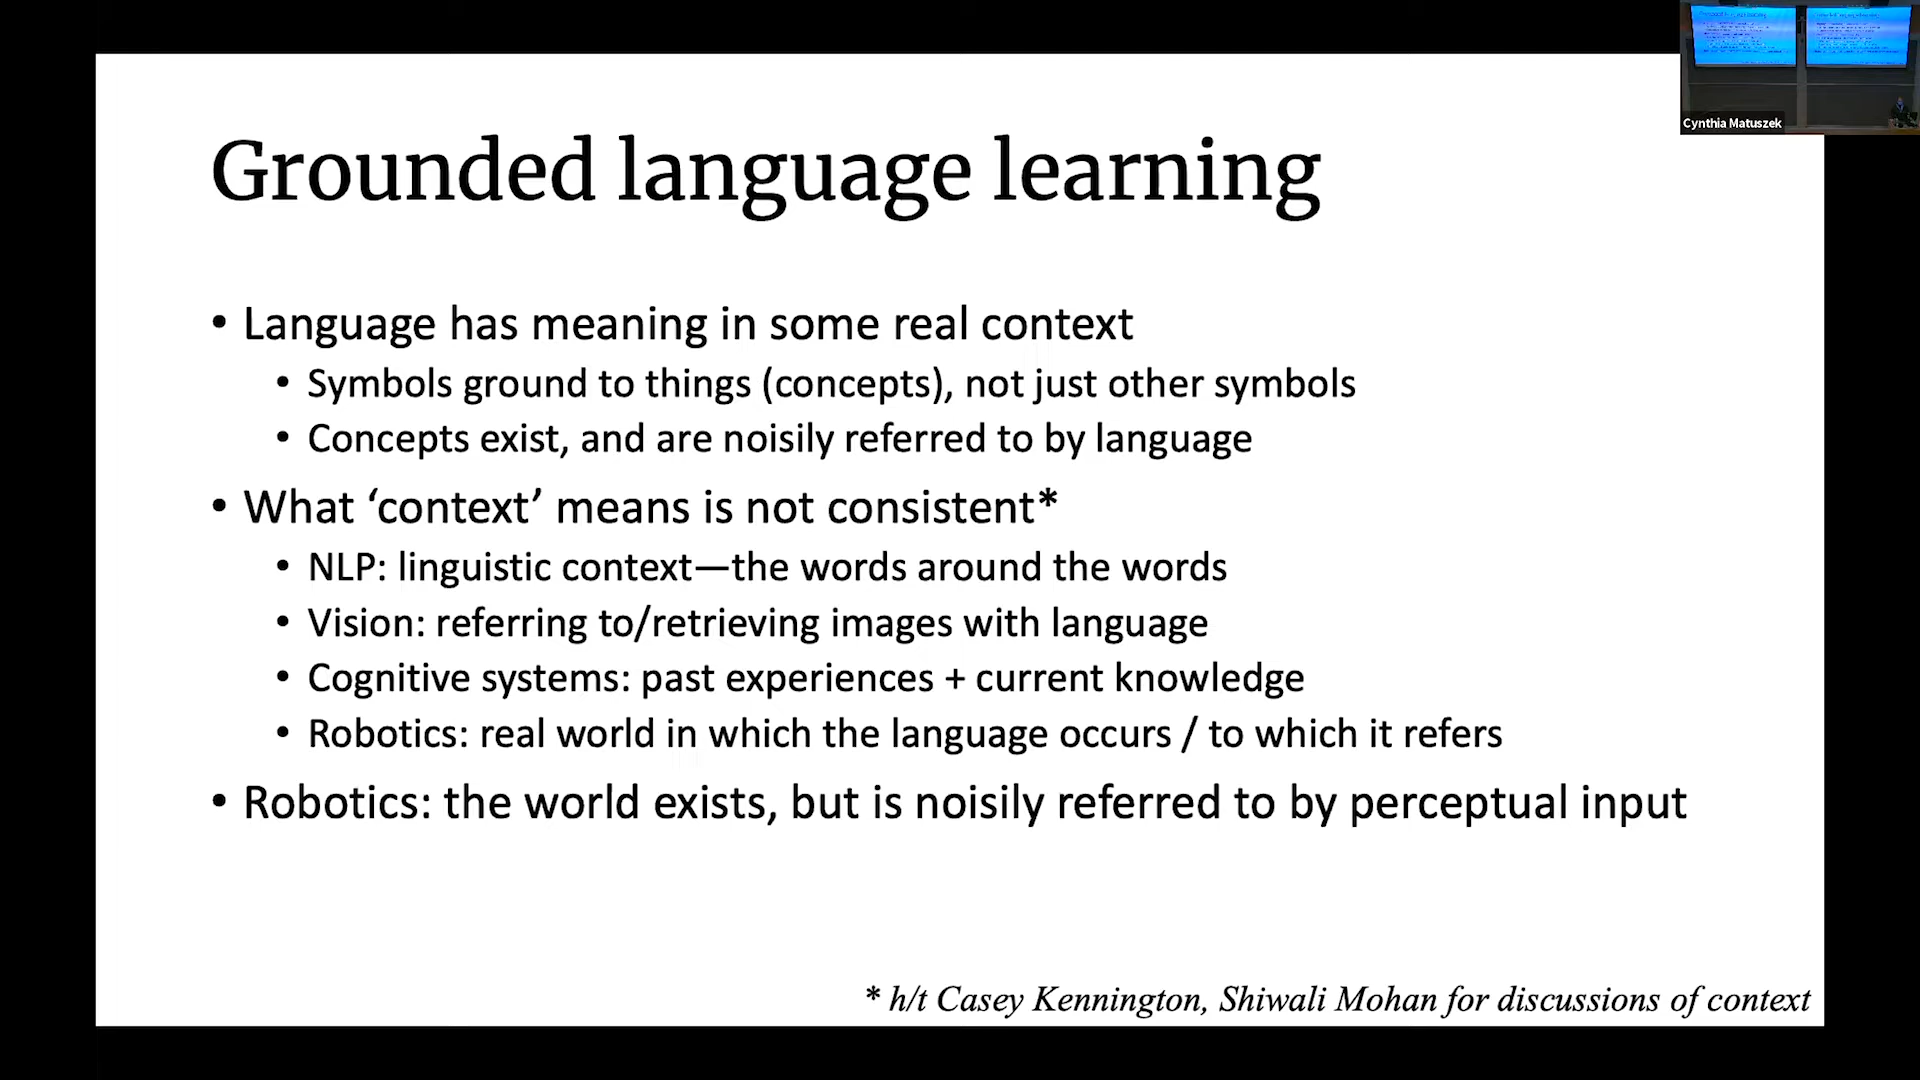 Cynthia Matuszek
Grounded language learning
• Language has meaning in some real context
• Symbols ground to things (concepts), not just other symbols
• Concepts exist, and are noisily referred to by language
• What ‘context’ means is not consistent*
• NLP: linguistic context—the words around the words
• Vision: referring to/retrieving images with language
• Cognitive systems: past experiences + current knowledge
• Robotics: real world in which the language occurs / to which it refers
• Robotics: the world exists, but is noisily referred to by perceptual input
* h/t Casey Kennington, Shiwali Mohan for discussions of context